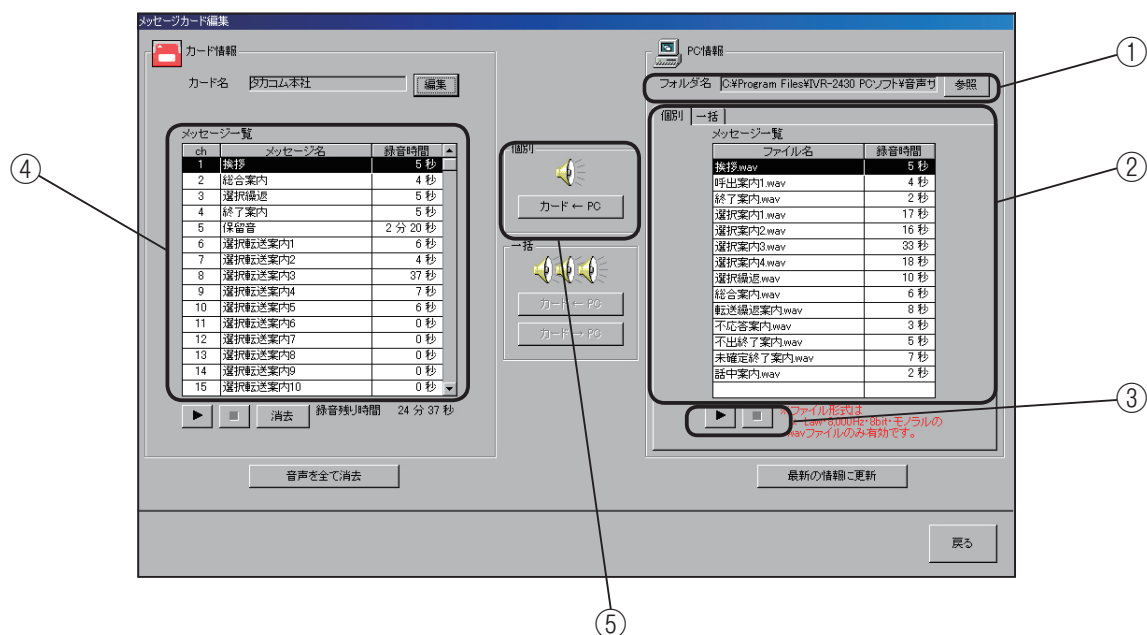 メッセージカード編集
カード情報
カード名 タカコム本社 編集
メッセージ一覧
ch メッセージ名 録音時間
1 挨拶 5 秒
2 総合案内 4 秒
3 選択繰返 5 秒
4 終了案内 5 秒
5 保留音 2 分 20 秒
6 選択転送案内1 6 秒
7 選択転送案内2 4 秒
8 選択転送案内3 37 秒
9 選択転送案内4 7 秒
10 選択転送案内5 6 秒
11 選択転送案内6 0 秒
12 選択転送案内7 0 秒
13 選択転送案内8 0 秒
14 選択転送案内9 0 秒
15 選択転送案内10 0 秒
消去 録音残り時間 24 分 37 秒
音声を全て消去
④
個別
カード ← PC
一括
カード ← PC
カード → PC
⑤
PC情報
フォルダ名 C:¥Program Files¥IVR-2430 PCソフト¥音声サ 参照
①
個別 一括
メッセージ一覧
ファイル名 録音時間
挨拶.wav 5 秒
呼出案内1.wav 4 秒
終了案内.wav 2 秒
選択案内1.wav 17 秒
選択案内2.wav 16 秒
選択案内3.wav 33 秒
選択案内4.wav 18 秒
選択繰返.wav 10 秒
総合案内.wav 6 秒
転送繰返案内.wav 8 秒
不応答案内.wav 3 秒
不出終了案内.wav 5 秒
未確定終了案内.wav 7 秒
話中案内.wav 2 秒
②
※ファイル形式は
Law・8,000Hz・8bit・モノラルの
wavファイルのみ有効です。
③
最新の情報に更新
戻る